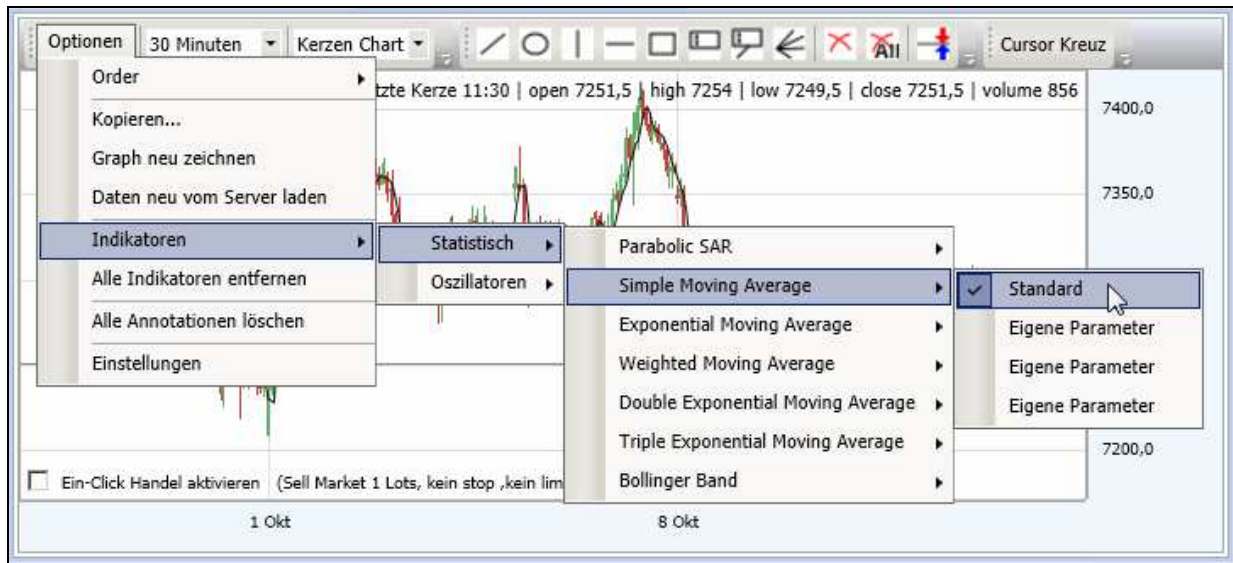 Optionen 30 Minuten Kerzen Chart All Cursor Kreuz
Order
tzte Kerze 11:30 | open 7251,5 | high 7254 | low 7249,5 | close 7251,5 | volume 856
7400,0
Kopieren...
Graph neu zeichnen
Daten neu vom Server laden
7350,0
Indikatoren
Statistisch
Parabolic SAR
Alle Indikatoren entfernen
Oszillatoren
Simple Moving Average
Standard
Alle Annotationen löschen
Exponential Moving Average
Eigene Parameter
Einstellungen
Weighted Moving Average
Eigene Parameter
Double Exponential Moving Average
Eigene Parameter
Triple Exponential Moving Average
7200,0
Ein-Click Handel aktivieren (Sell Market 1 Lots, kein stop ,kein lim
Bollinger Band
1 Okt
8 Okt